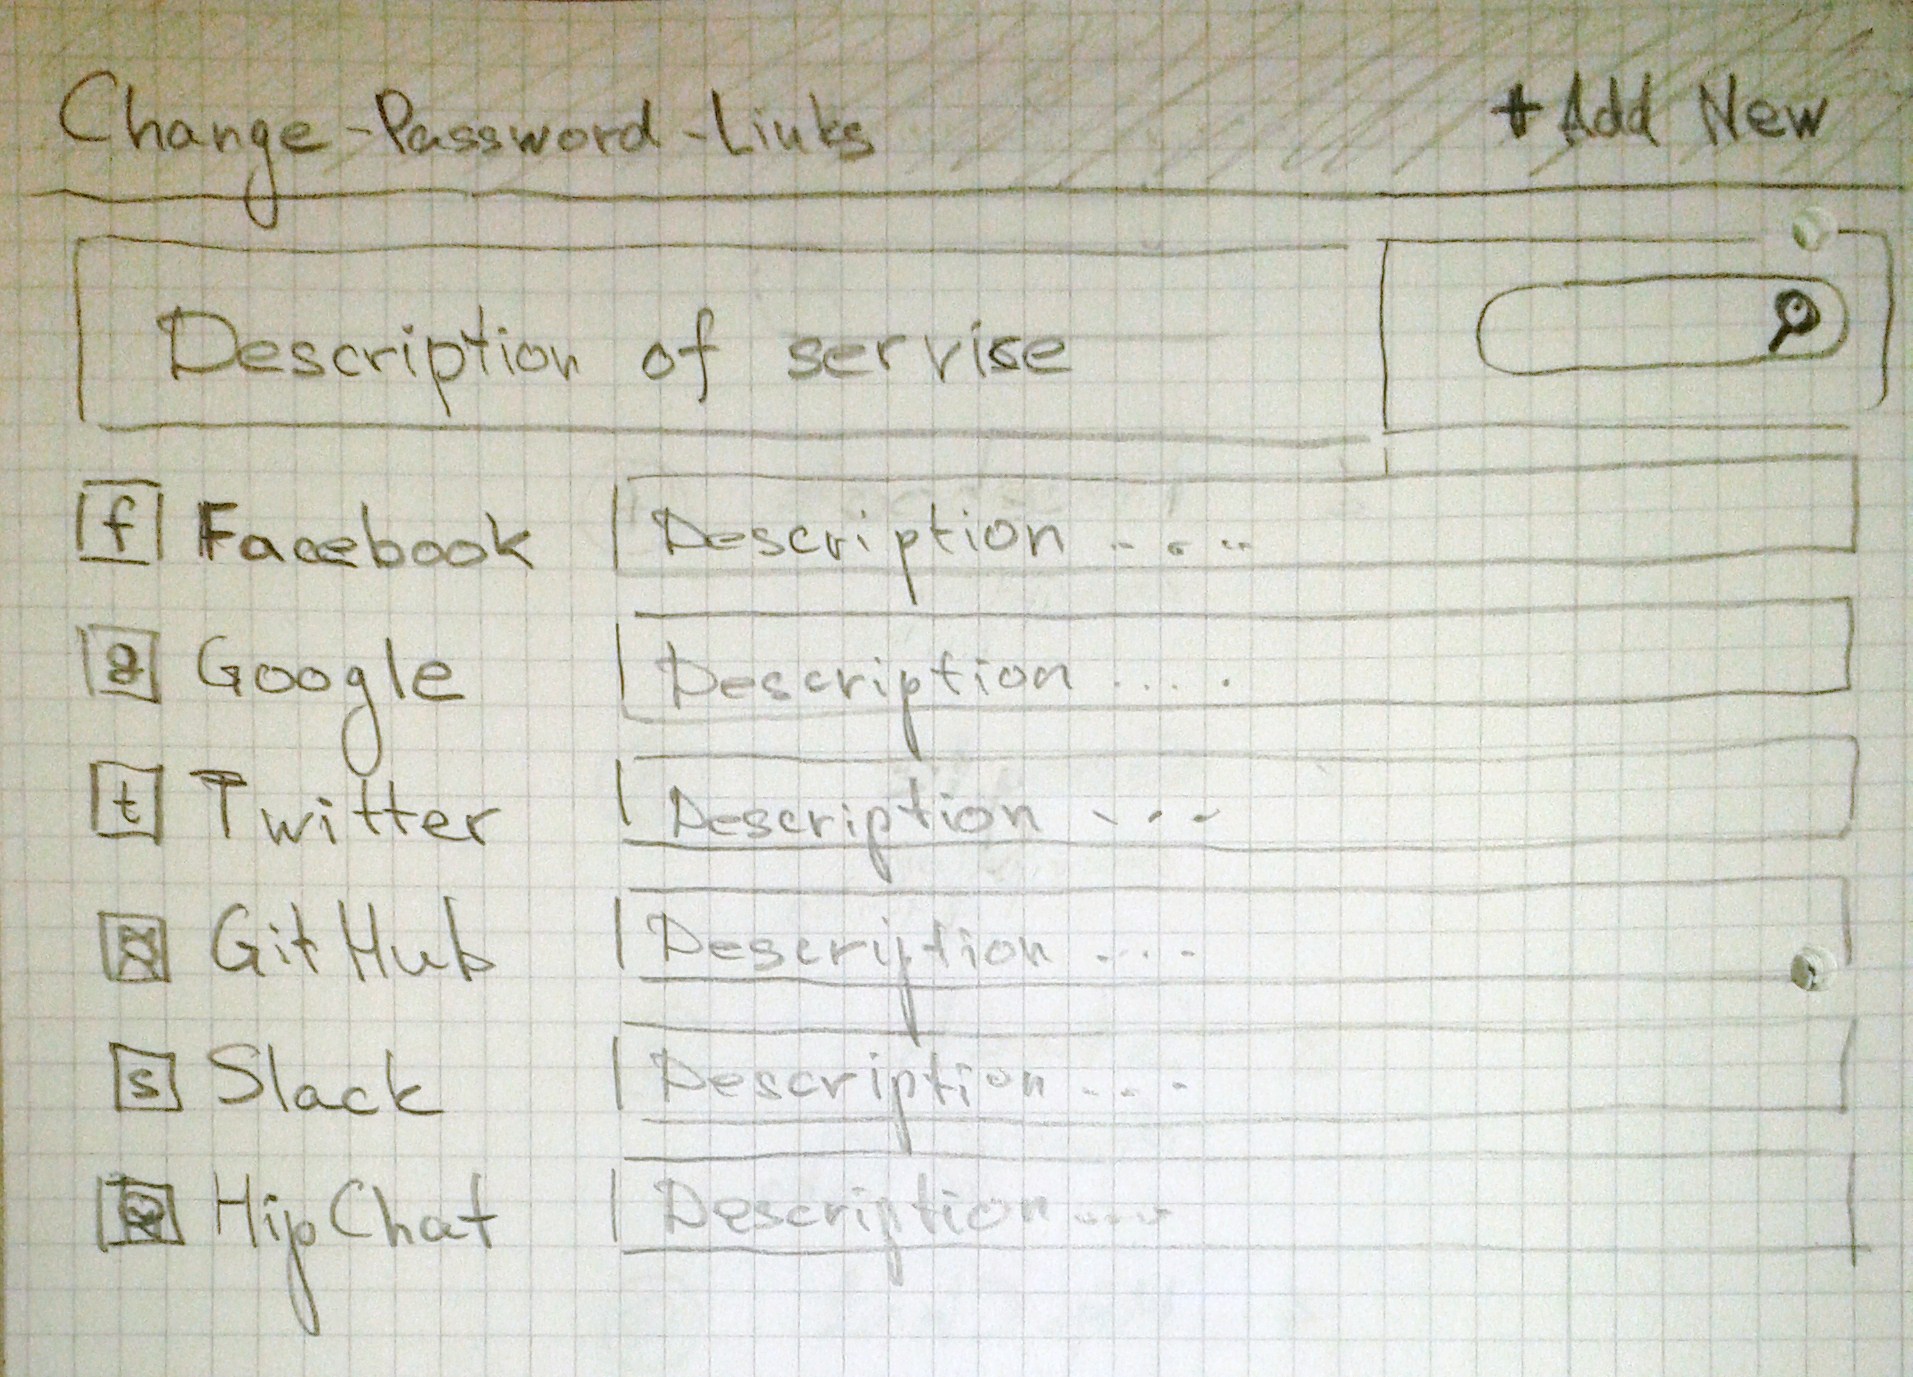 Change-Password-Links + Add New
Description of servise
f Facebook Description ....
g Google Description ....
t Twitter Description ...
GitHub Description ....
s Slack Description ...
HipChat Description ....